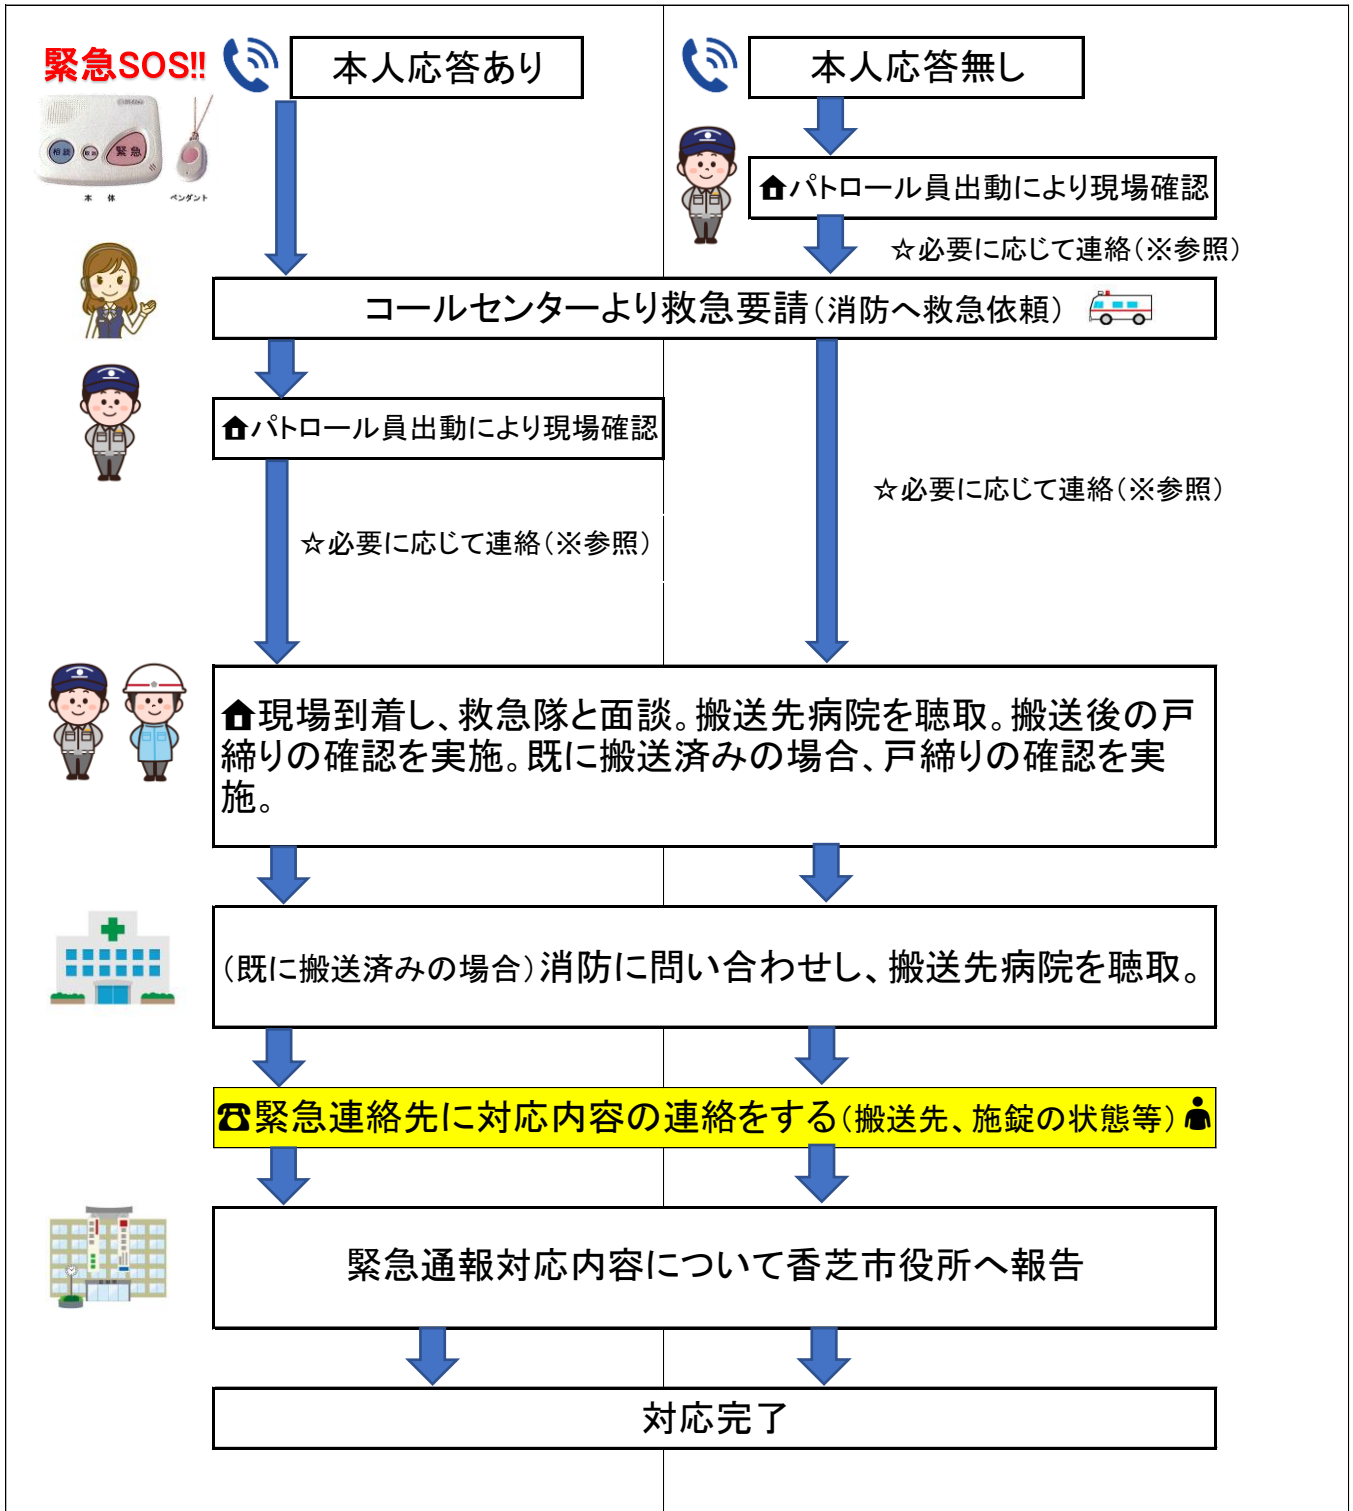 緊急SOS!!
本人応答あり
本人応答無し
相談
取消
緊急
本 体
ペンダント
パトロール員出動により現場確認
☆必要に応じて連絡(※参照)
コールセンターより救急要請(消防へ救急依頼)
パトロール員出動により現場確認
☆必要に応じて連絡(※参照)
☆必要に応じて連絡(※参照)
現場到着し、救急隊と面談。搬送先病院を聴取。搬送後の戸
締りの確認を実施。既に搬送済みの場合、戸締りの確認を実
施。
(既に搬送済みの場合)消防に問い合わせし、搬送先病院を聴取。
☎緊急連絡先に対応内容の連絡をする(搬送先、施錠の状態等)
緊急通報対応内容について香芝市役所へ報告
対応完了